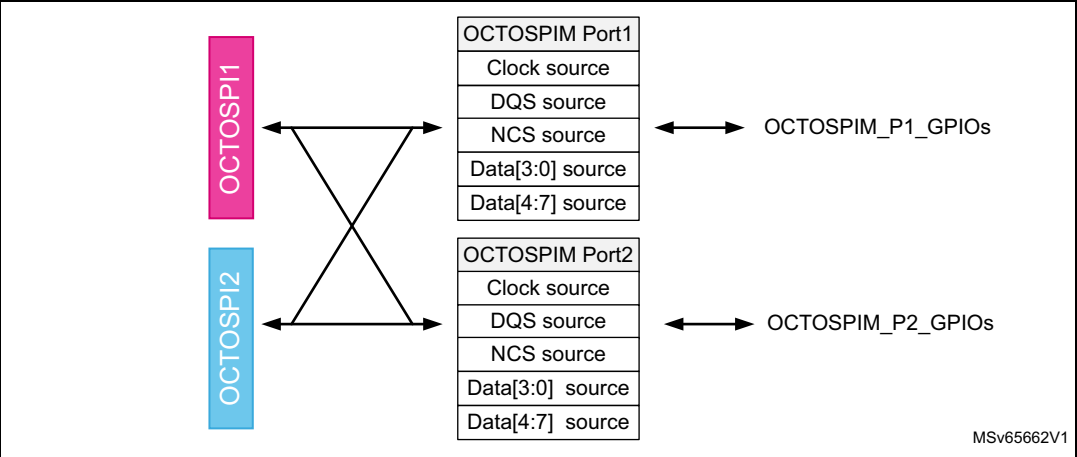 OCTOSPI1
OCTOSPIM Port1
Clock source
DQS source
NCS source
Data[3:0] source
Data[4:7] source
OCTOSPIM_P1_GPIOs
OCTOSPI2
OCTOSPIM Port2
Clock source
DQS source
NCS source
Data[3:0] source
Data[4:7] source
OCTOSPIM_P2_GPIOs
MSv65662V1